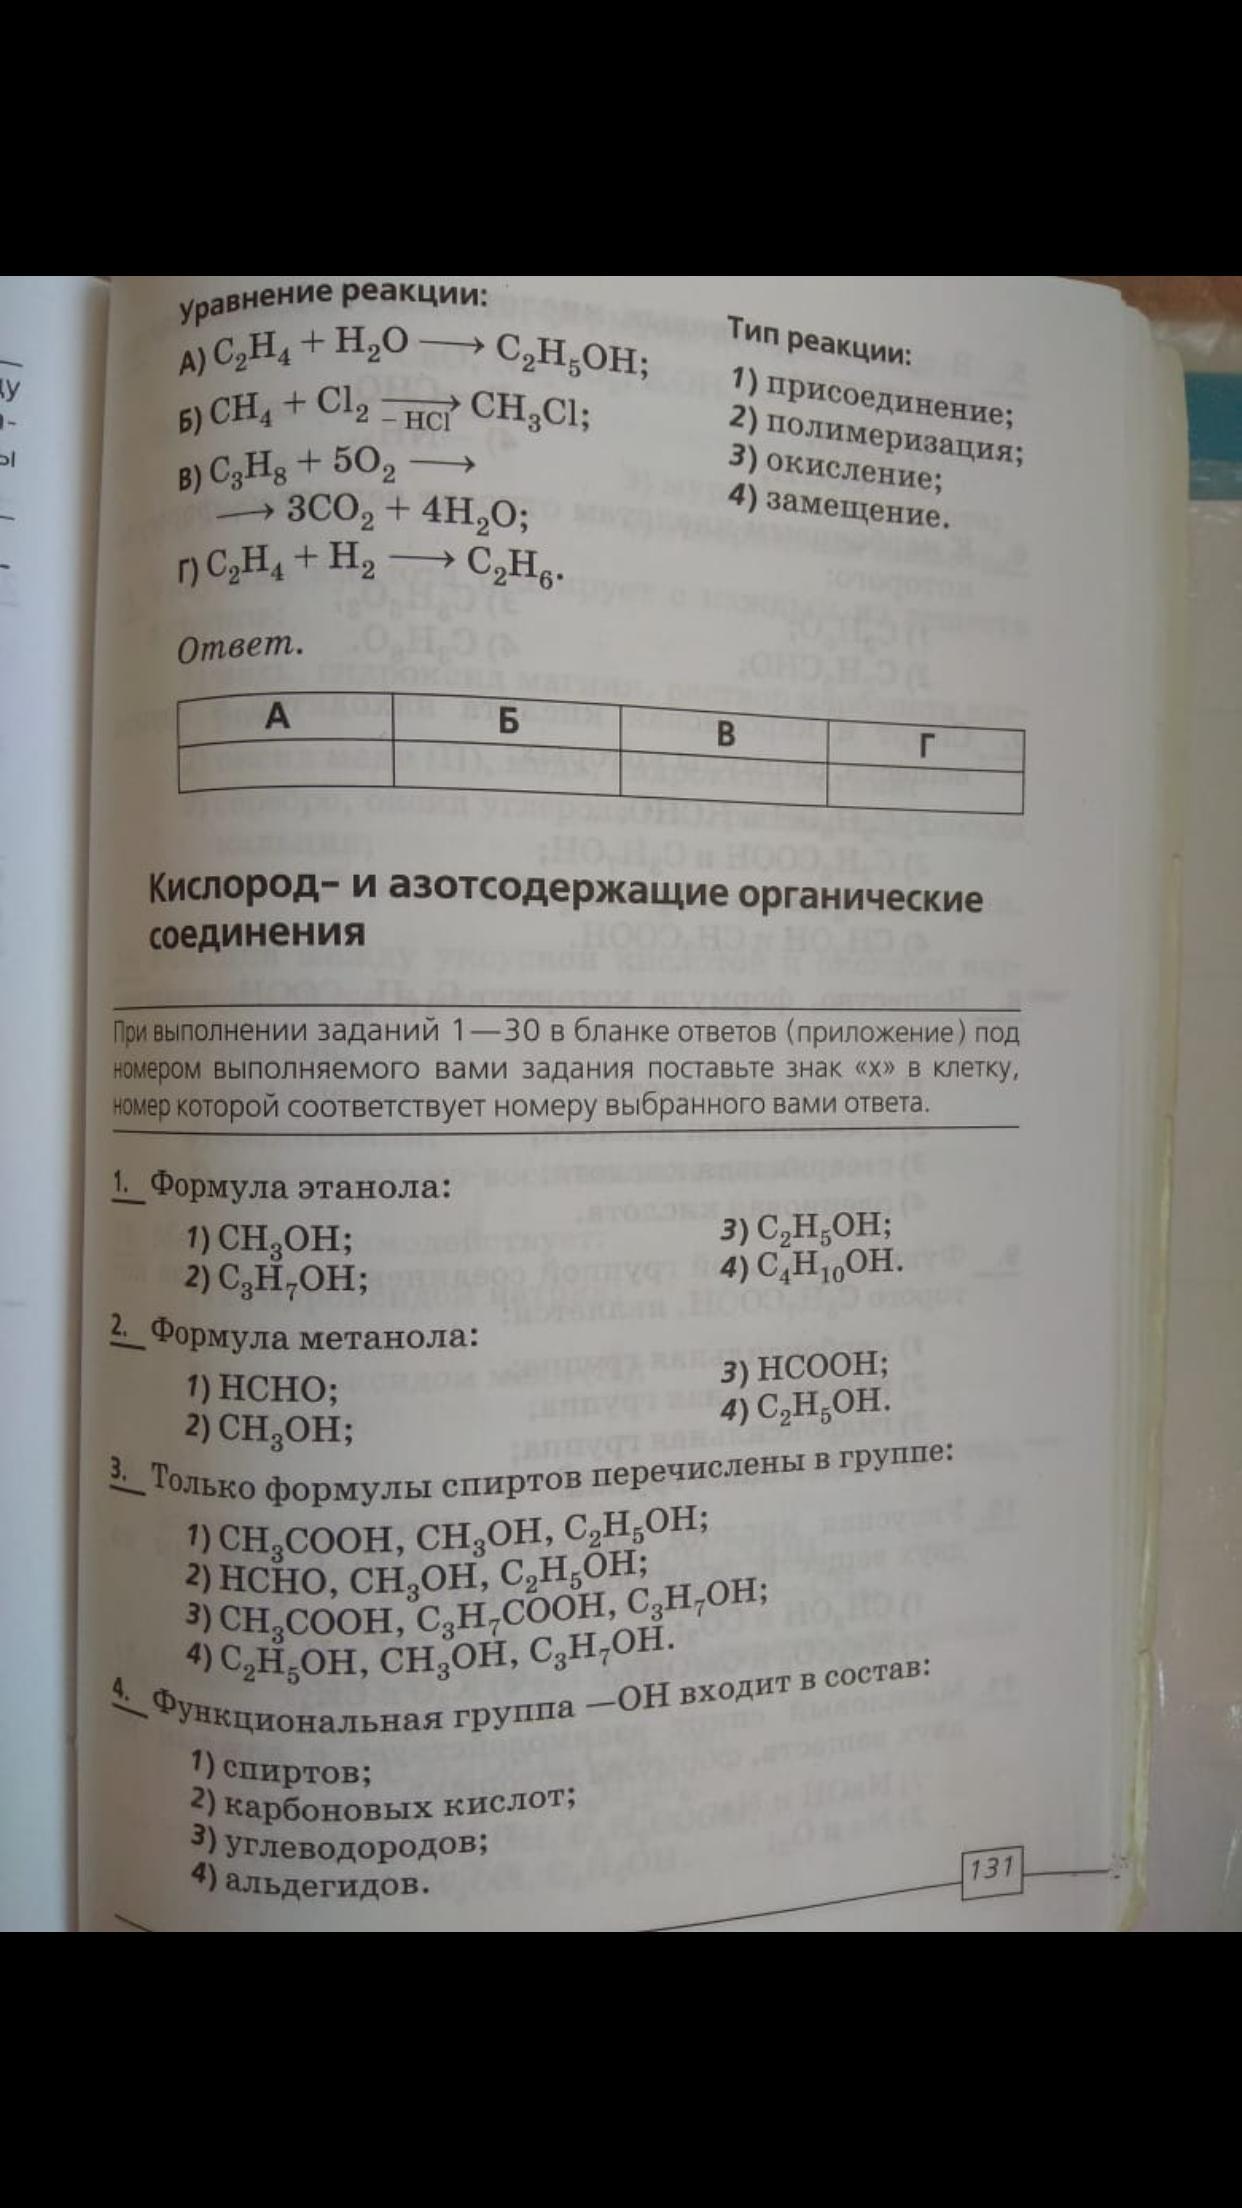 Уравнение реакции:
А) C₂H₄ + H₂O ⟶ C₂H₅OH;
Б) CH₄ + Cl₂ ⟶ CH₃Cl;
– HCl
В) C₃H₈ + 5O₂ ⟶
⟶ 3CO₂ + 4H₂O;
Г) C₂H₄ + H₂ ⟶ C₂H₆.
Тип реакции:
1) присоединение;
2) полимеризация;
3) окисление;
4) замещение.
Ответ.
А Б В Г
Кислород- и азотсодержащие органические
соединения
При выполнении заданий 1—30 в бланке ответов (приложение) под
номером выполняемого вами задания поставьте знак «х» в клетку,
номер которой соответствует номеру выбранного вами ответа.
1. Формула этанола:
1) CH₃OH;
2) C₃H₇OH;
3) C₂H₅OH;
4) C₄H₁₀OH.
2. Формула метанола:
1) HCHO;
2) CH₃OH;
3) HCOOH;
4) C₂H₅OH.
3. Только формулы спиртов перечислены в группе:
1) CH₃COOH, CH₃OH, C₂H₅OH;
2) HCHO, CH₃OH, C₂H₅OH;
3) CH₃COOH, C₃H₇COOH, C₃H₇OH;
4) C₂H₅OH, CH₃OH, C₃H₇OH.
4. Функциональная группа —OH входит в состав:
1) спиртов;
2) карбоновых кислот;
3) углеводородов;
4) альдегидов.
131